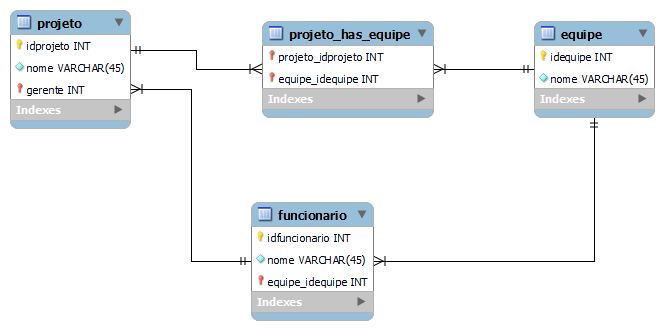 projeto
idprojeto INT
nome VARCHAR(45)
gerente INT
Indexes
projeto_has_equipe
projeto_idprojeto INT
equipe_idequipe INT
Indexes
equipe
idequipe INT
nome VARCHAR(45)
Indexes
funcionario
idfuncionario INT
nome VARCHAR(45)
equipe_idequipe INT
Indexes